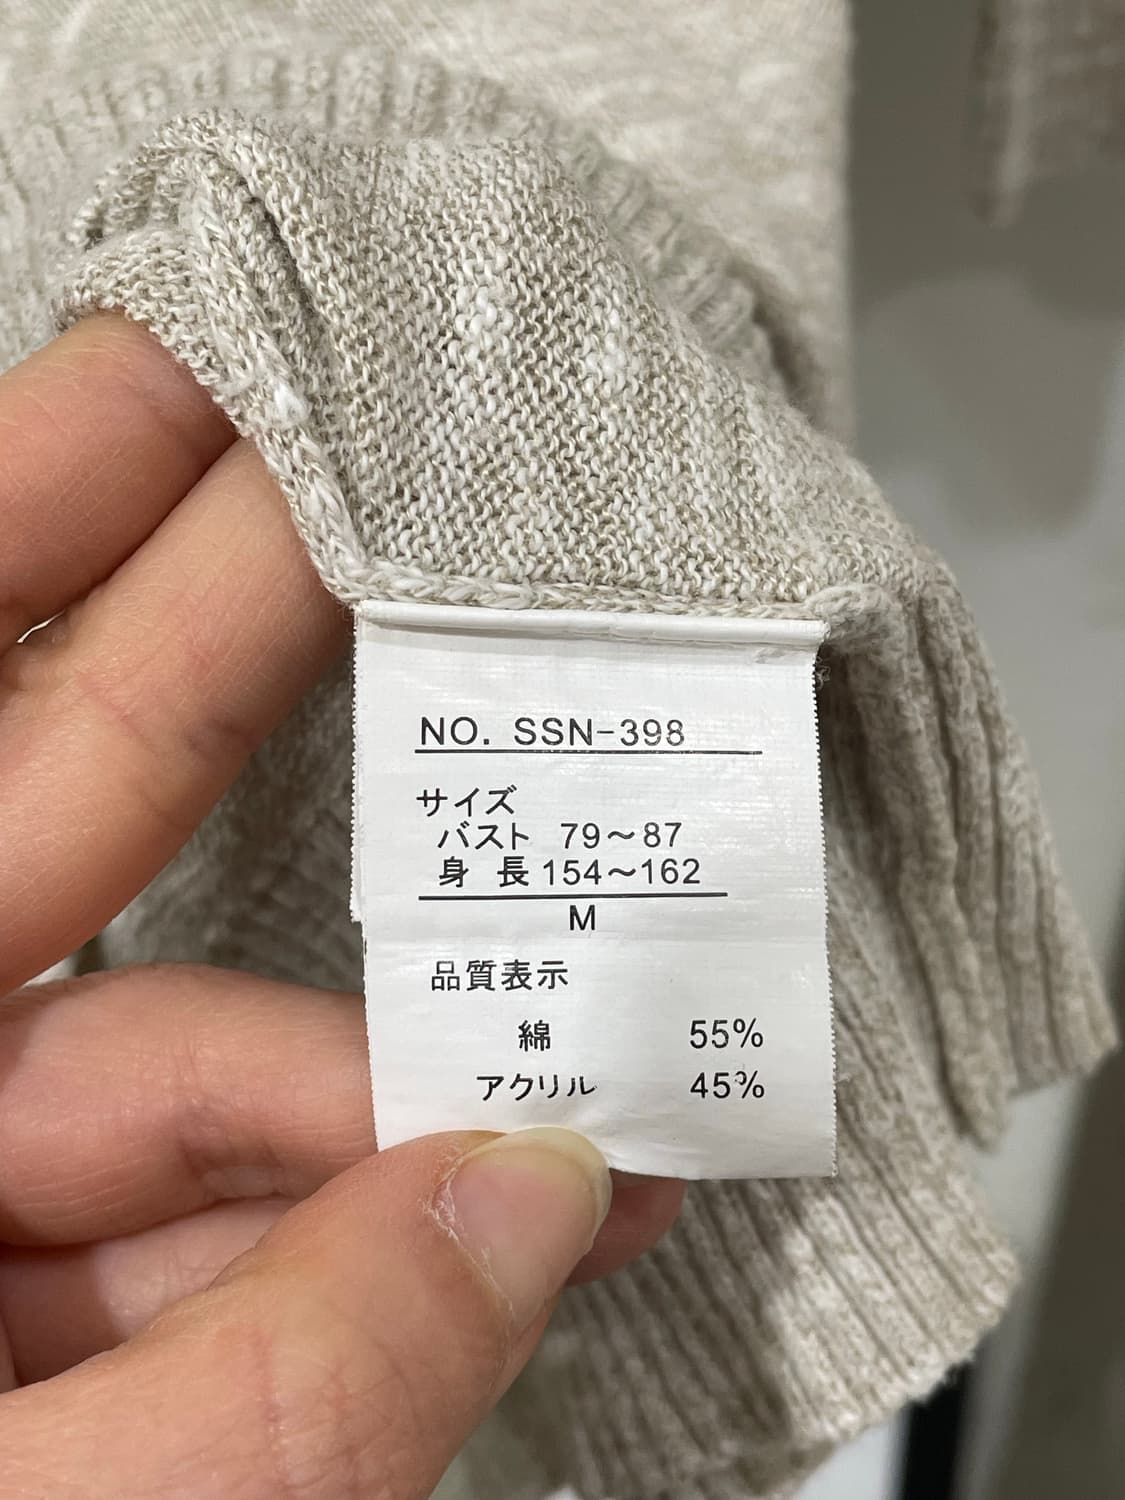 NO. SSN-398
サイズ
バスト 79～87
身 長 154～162
M
品質表示
綿 55%
アクリル 45%